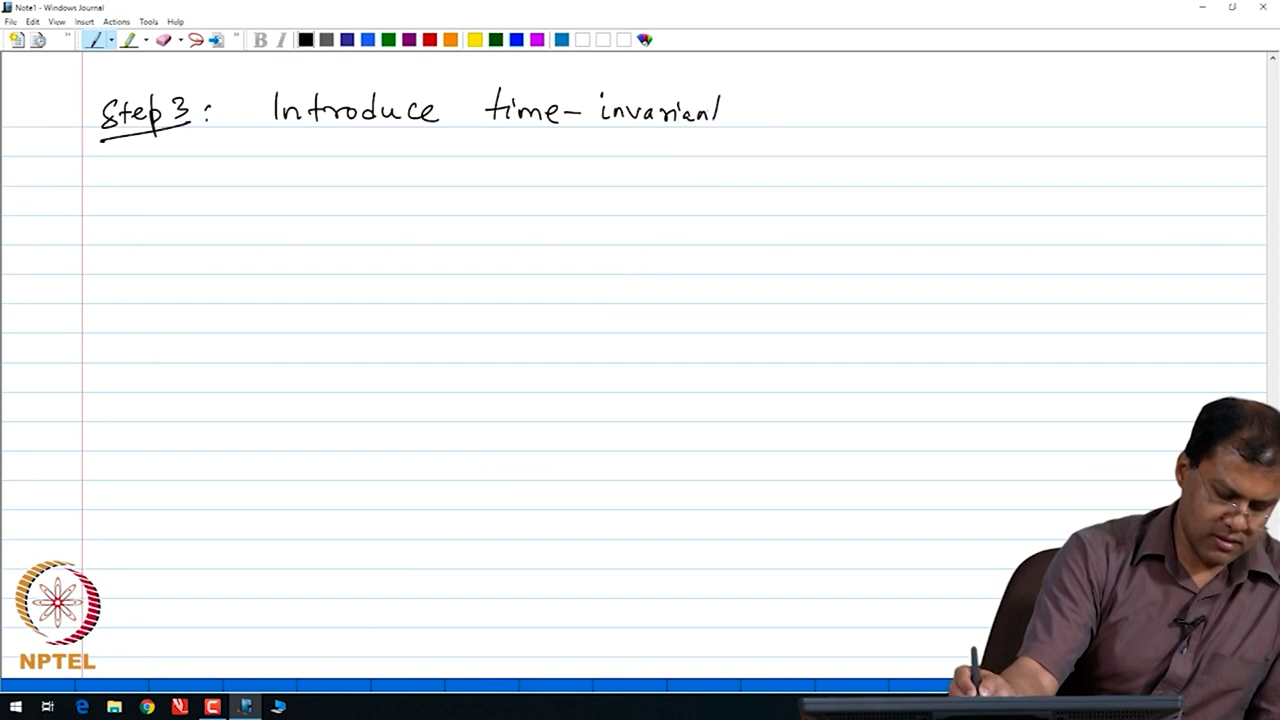 Note1 - Windows Journal
File Edit View Insert Actions Tools Help
B I
Step 3: Introduce time-invariant
NPTEL